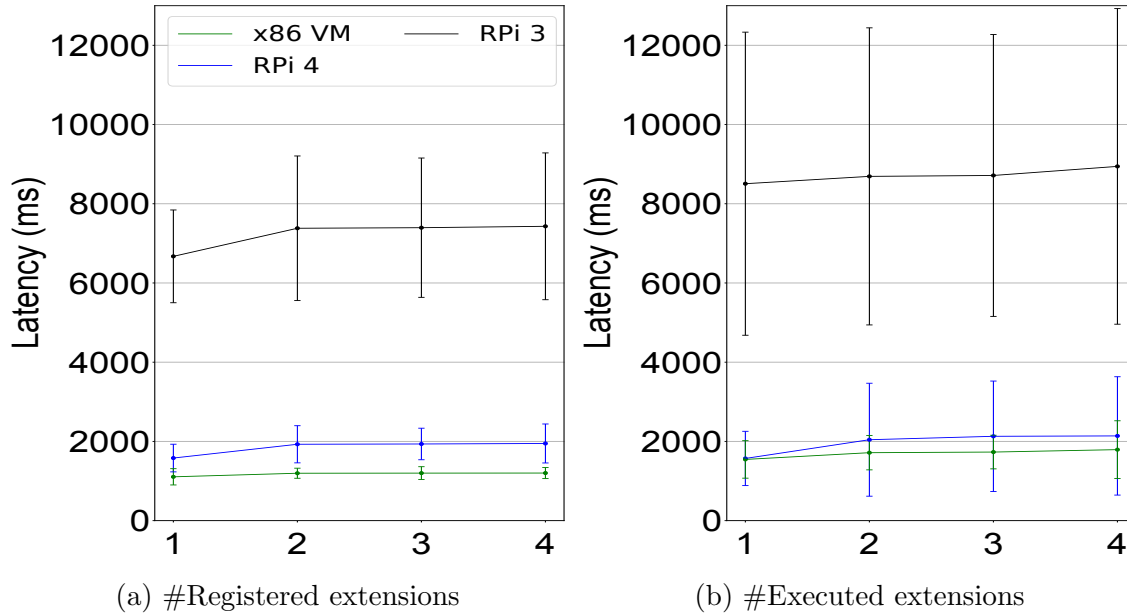 x86 VM
RPi 4
RPi 3
Latency (ms)
12000
10000
8000
6000
4000
2000
0
1 2 3 4
(a) #Registered extensions
Latency (ms)
12000
10000
8000
6000
4000
2000
0
1 2 3 4
(b) #Executed extensions